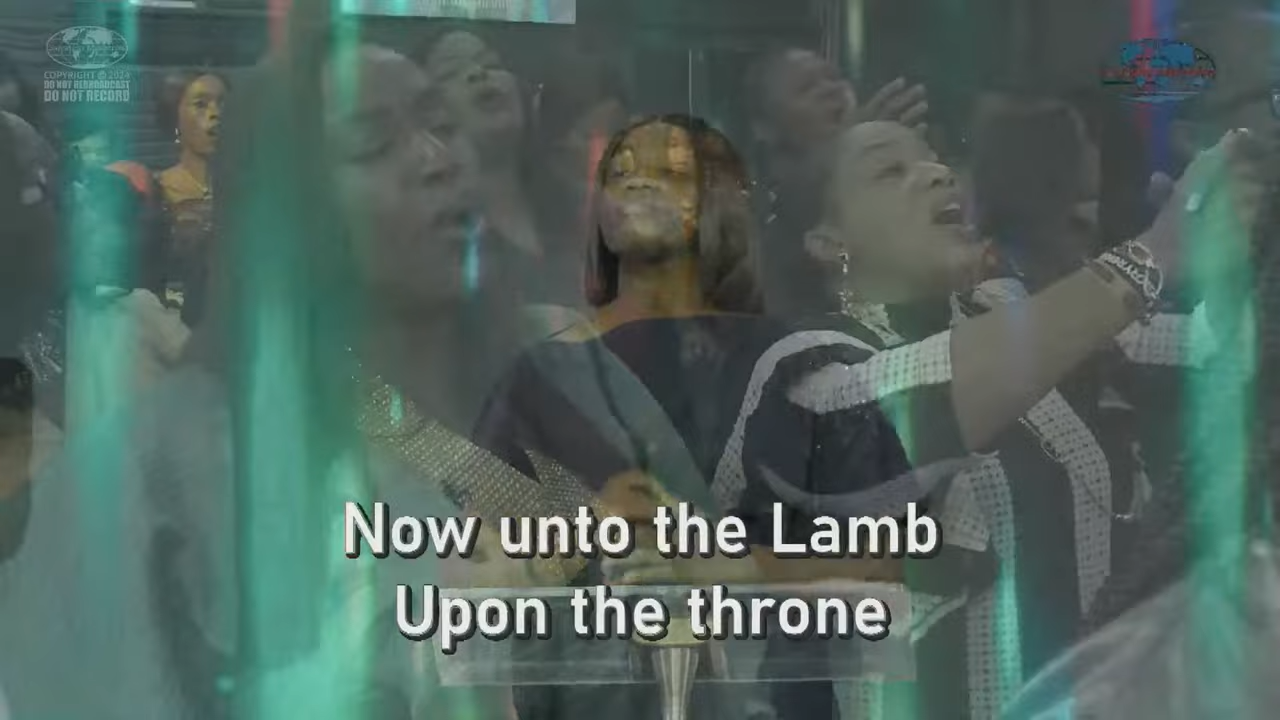 COPYRIGHT © 2024
DO NOT REBROADCAST
DO NOT RECORD
Now unto the Lamb
Upon the throne